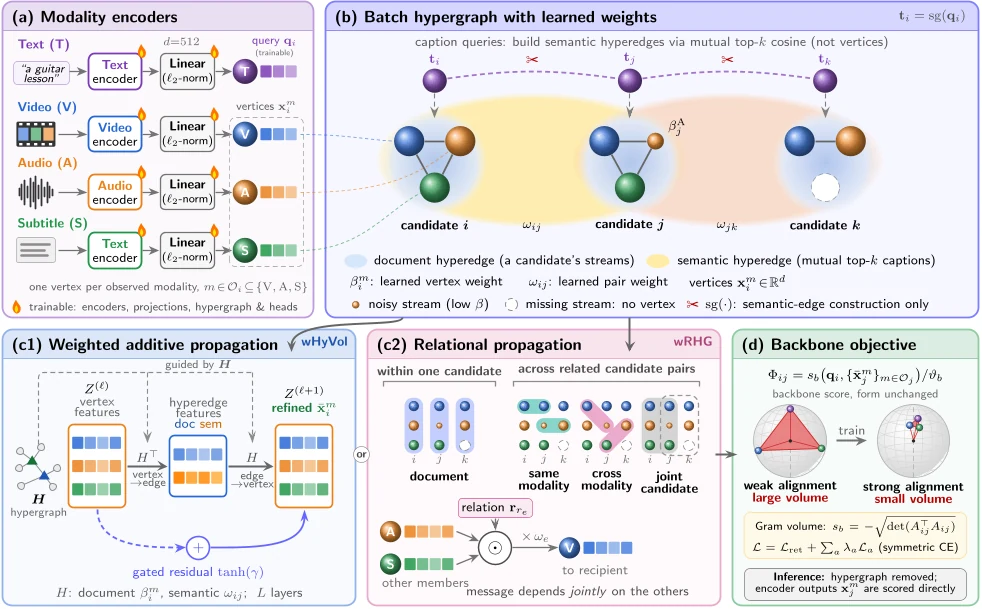 (a) Modality encoders
Text (T)
d=512
query q_i
(trainable)
"a guitar
lesson"
Text
encoder
Linear
(ℓ₂-norm)
T
Video (V)
vertices x_i^m
Video
encoder
Linear
(ℓ₂-norm)
V
Audio (A)
Audio
encoder
Linear
(ℓ₂-norm)
A
Subtitle (S)
Text
encoder
Linear
(ℓ₂-norm)
S
one vertex per observed modality, m∈O_i⊆{V, A, S}
trainable: encoders, projections, hypergraph & heads
(b) Batch hypergraph with learned weights
t_i = sg(q_i)
caption queries: build semantic hyperedges via mutual top-k cosine (not vertices)
t_i
t_j
t_k
β_j^A
candidate i
ω_ij
candidate j
ω_jk
candidate k
document hyperedge (a candidate's streams)
semantic hyperedge (mutual top-k captions)
β_i^m: learned vertex weight
ω_ij: learned pair weight
vertices x_i^m∈ℝ^d
noisy stream (low β)
missing stream: no vertex
sg(·): semantic-edge construction only
(c1) Weighted additive propagation
wHyVol
guided by H
Z^(ℓ)
vertex
features
hyperedge
features
doc sem
Z^(ℓ+1)
refined x̄_i^m
H^⊤
vertex
→edge
H
edge
→vertex
H
hypergraph
+
gated residual tanh(γ)
H: document β_i^m, semantic ω_ij; L layers
or
(c2) Relational propagation
wRHG
within one candidate
across related candidate pairs
i j k
i j k
i j k
i j k
document
same
modality
cross
modality
joint
candidate
relation r_{r_e}
A
S
other members
⊙
× ω_e
V
to recipient
message depends jointly on the others
(d) Backbone objective
Φ_ij = s_b(q_i, {x̄_j^m}_{m∈O_j})/ϑ_b
backbone score, form unchanged
train
weak alignment
large volume
strong alignment
small volume
Gram volume: s_b = −√det(A_ij^⊤ A_ij)
L = L_ret + ∑_a λ_a L_a (symmetric CE)
Inference: hypergraph removed;
encoder outputs x_j^m are scored directly